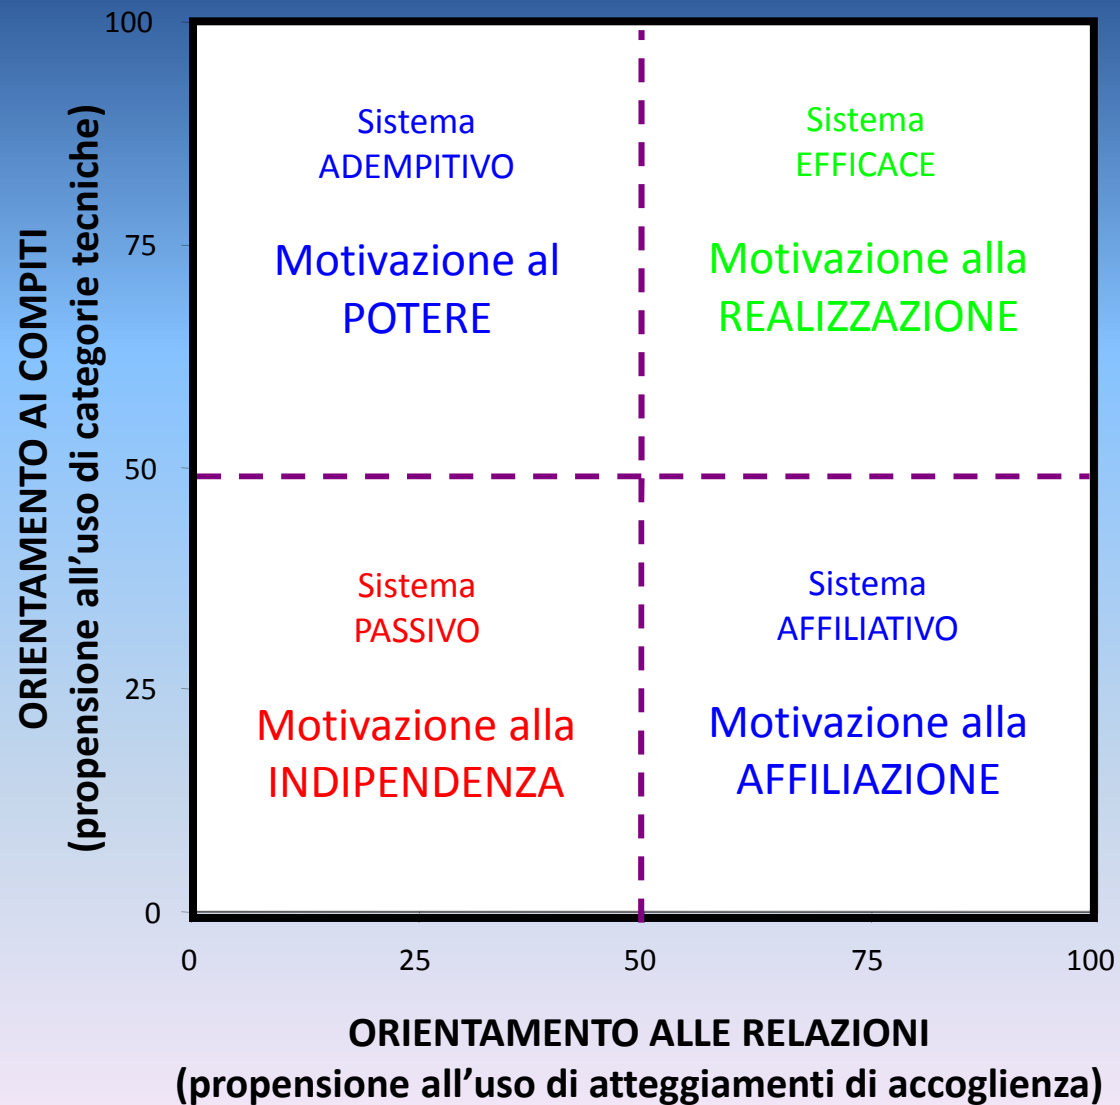 ORIENTAMENTO AI COMPITI
(propensione all’uso di categorie tecniche)
100
75
50
25
0
Sistema
ADEMPITIVO
Motivazione al
POTERE
Sistema
EFFICACE
Motivazione alla
REALIZZAZIONE
Sistema
PASSIVO
Motivazione alla
INDIPENDENZA
Sistema
AFFILIATIVO
Motivazione alla
AFFILIAZIONE
0
25
50
75
100
ORIENTAMENTO ALLE RELAZIONI
(propensione all’uso di atteggiamenti di accoglienza)